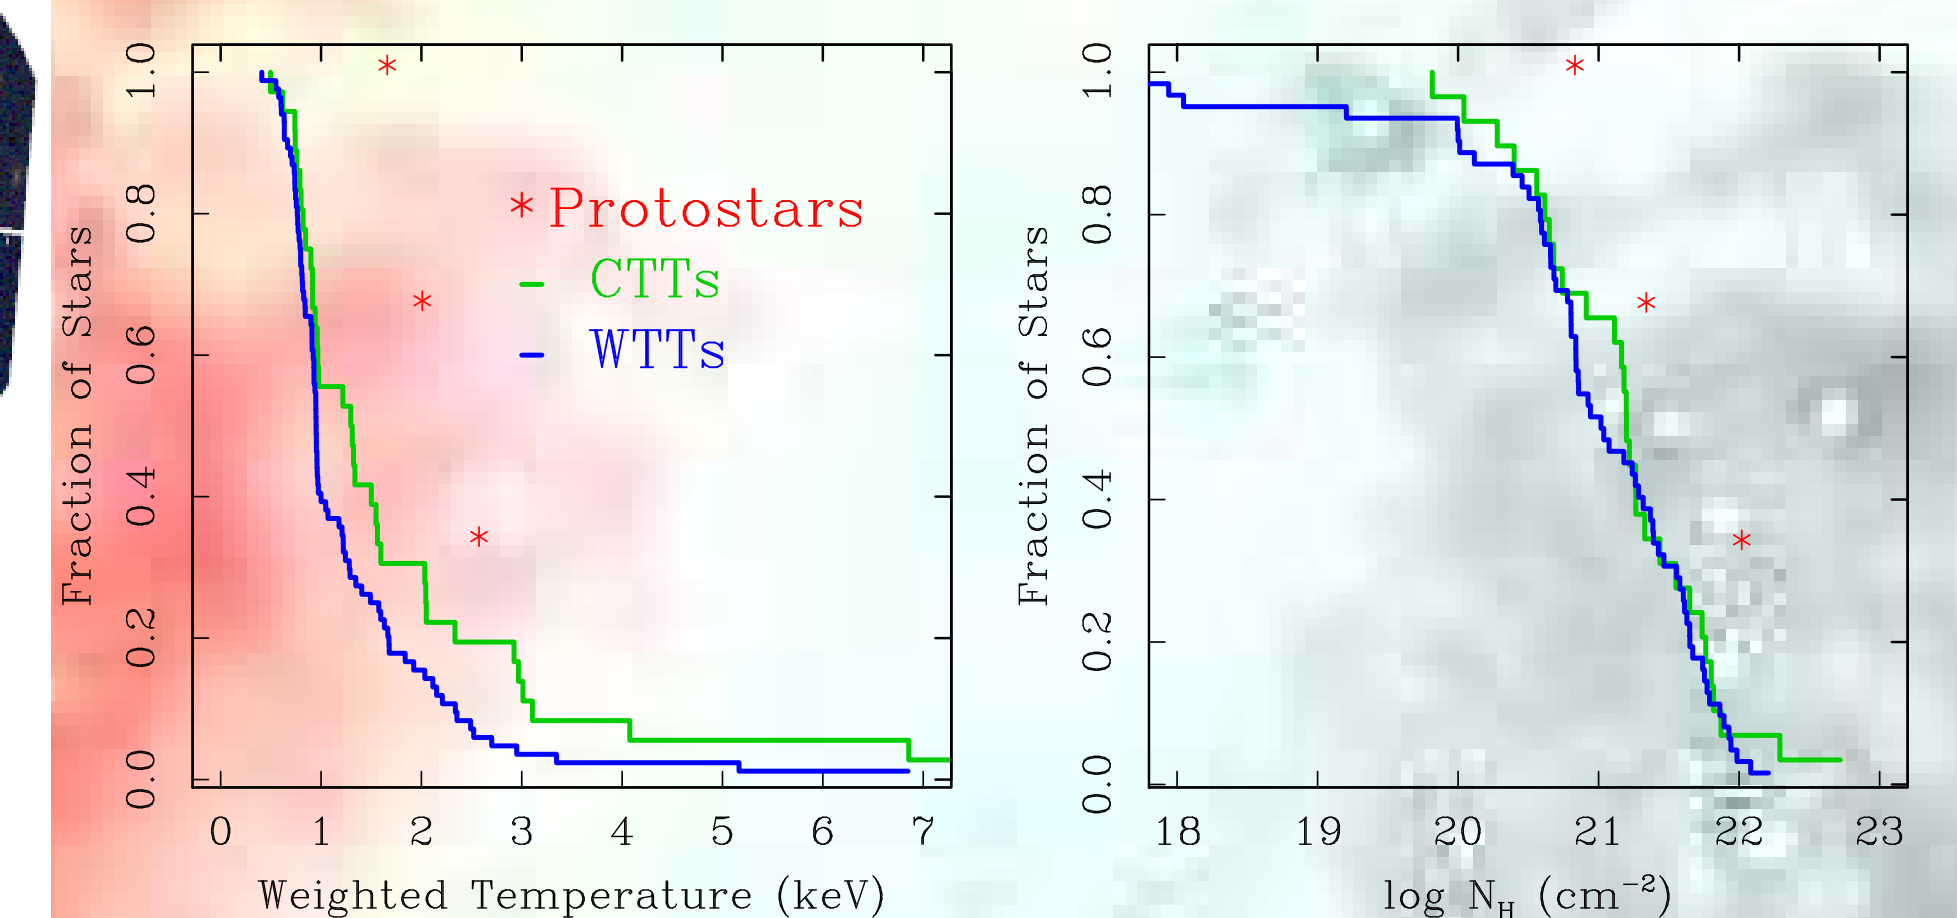 Fraction of Stars
1.0
0.8
0.6
0.4
0.2
0.0
* Protostars
CTTs
WTTs
0 1 2 3 4 5 6 7
Weighted Temperature (keV)
Fraction of Stars
1.0
0.8
0.6
0.4
0.2
0.0
18 19 20 21 22 23
log N_H (cm⁻²)